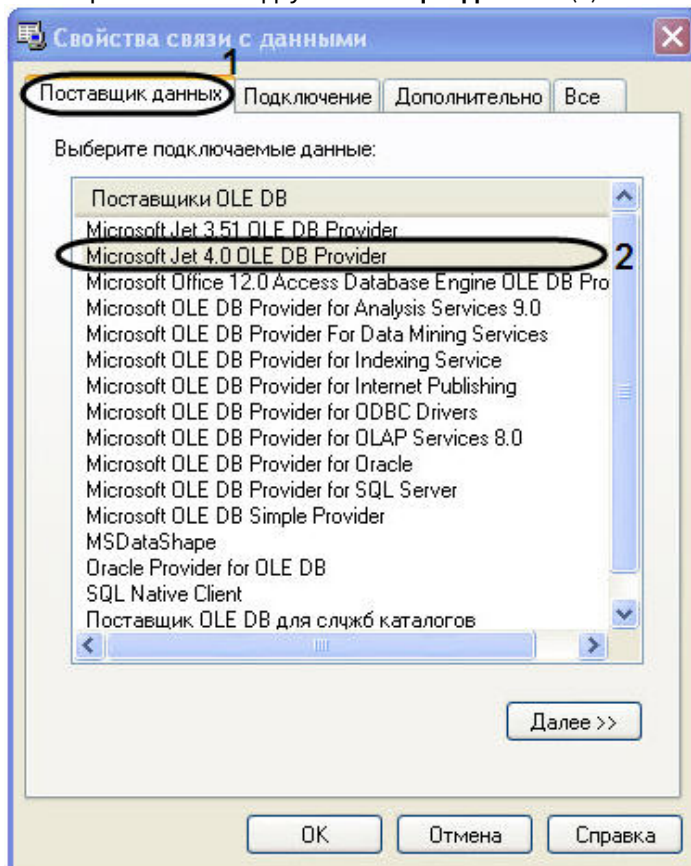 Свойства связи с данными
1
Поставщик данных Подключение Дополнительно Все
Выберите подключаемые данные:
Поставщики OLE DB
Microsoft Jet 3.51 OLE DB Provider
Microsoft Jet 4.0 OLE DB Provider 2
Microsoft Office 12.0 Access Database Engine OLE DB Pro
Microsoft OLE DB Provider for Analysis Services 9.0
Microsoft OLE DB Provider For Data Mining Services
Microsoft OLE DB Provider for Indexing Service
Microsoft OLE DB Provider for Internet Publishing
Microsoft OLE DB Provider for ODBC Drivers
Microsoft OLE DB Provider for OLAP Services 8.0
Microsoft OLE DB Provider for Oracle
Microsoft OLE DB Provider for SQL Server
Microsoft OLE DB Simple Provider
MSDataShape
Oracle Provider for OLE DB
SQL Native Client
Поставщик OLE DB для служб каталогов
Далее >>
OK Отмена Справка